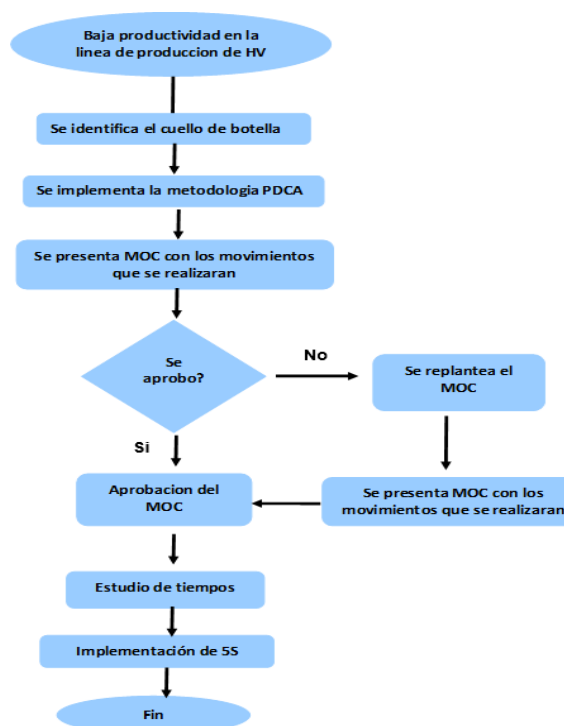 Baja productividad en la
linea de produccion de HV
Se identifica el cuello de botella
Se implementa la metodologia PDCA
Se presenta MOC con los movimientos
que se realizaran
Se
aprobo?
No
Se replantea el
MOC
Si
Aprobacion del
MOC
Se presenta MOC con los
movimientos que se realizaran
Estudio de tiempos
Implementación de 5S
Fin